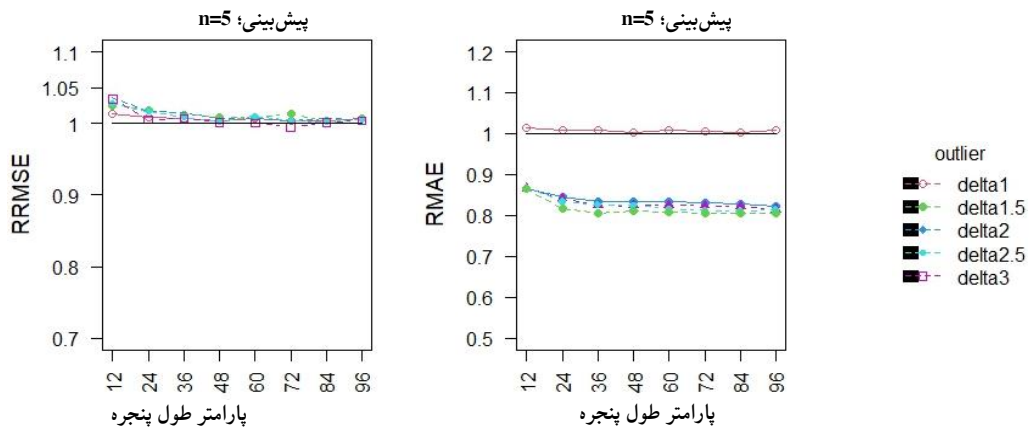 پیش‌بینی؛ n=5
1.1
1.05
1
0.9
0.8
0.7
RRMSE
12 24 36 48 60 72 84 96
پارامتر طول پنجره
پیش‌بینی؛ n=5
1.2
1.1
1
0.9
0.8
0.7
0.6
0.5
RMAE
12 24 36 48 60 72 84 96
پارامتر طول پنجره
outlier
delta1
delta1.5
delta2
delta2.5
delta3